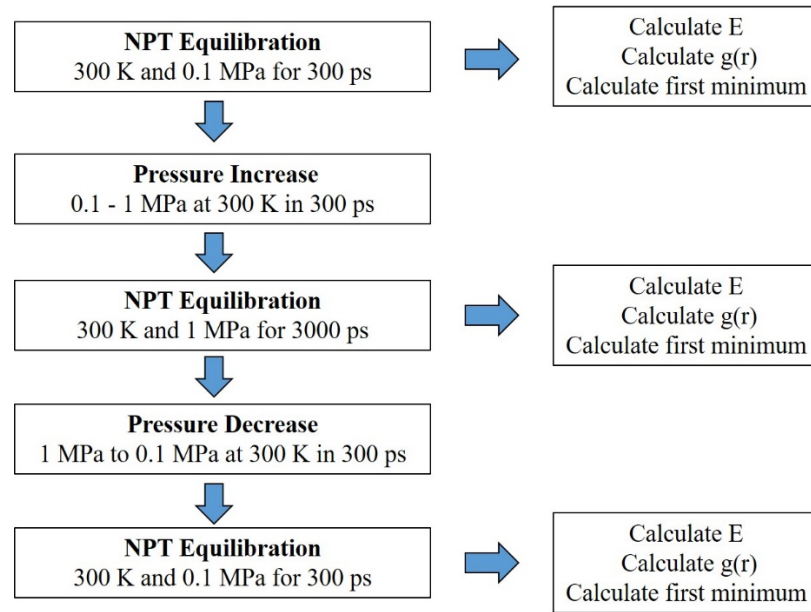 NPT Equilibration
300 K and 0.1 MPa for 300 ps
Calculate E
Calculate g(r)
Calculate first minimum
Pressure Increase
0.1 - 1 MPa at 300 K in 300 ps
NPT Equilibration
300 K and 1 MPa for 3000 ps
Calculate E
Calculate g(r)
Calculate first minimum
Pressure Decrease
1 MPa to 0.1 MPa at 300 K in 300 ps
NPT Equilibration
300 K and 0.1 MPa for 300 ps
Calculate E
Calculate g(r)
Calculate first minimum